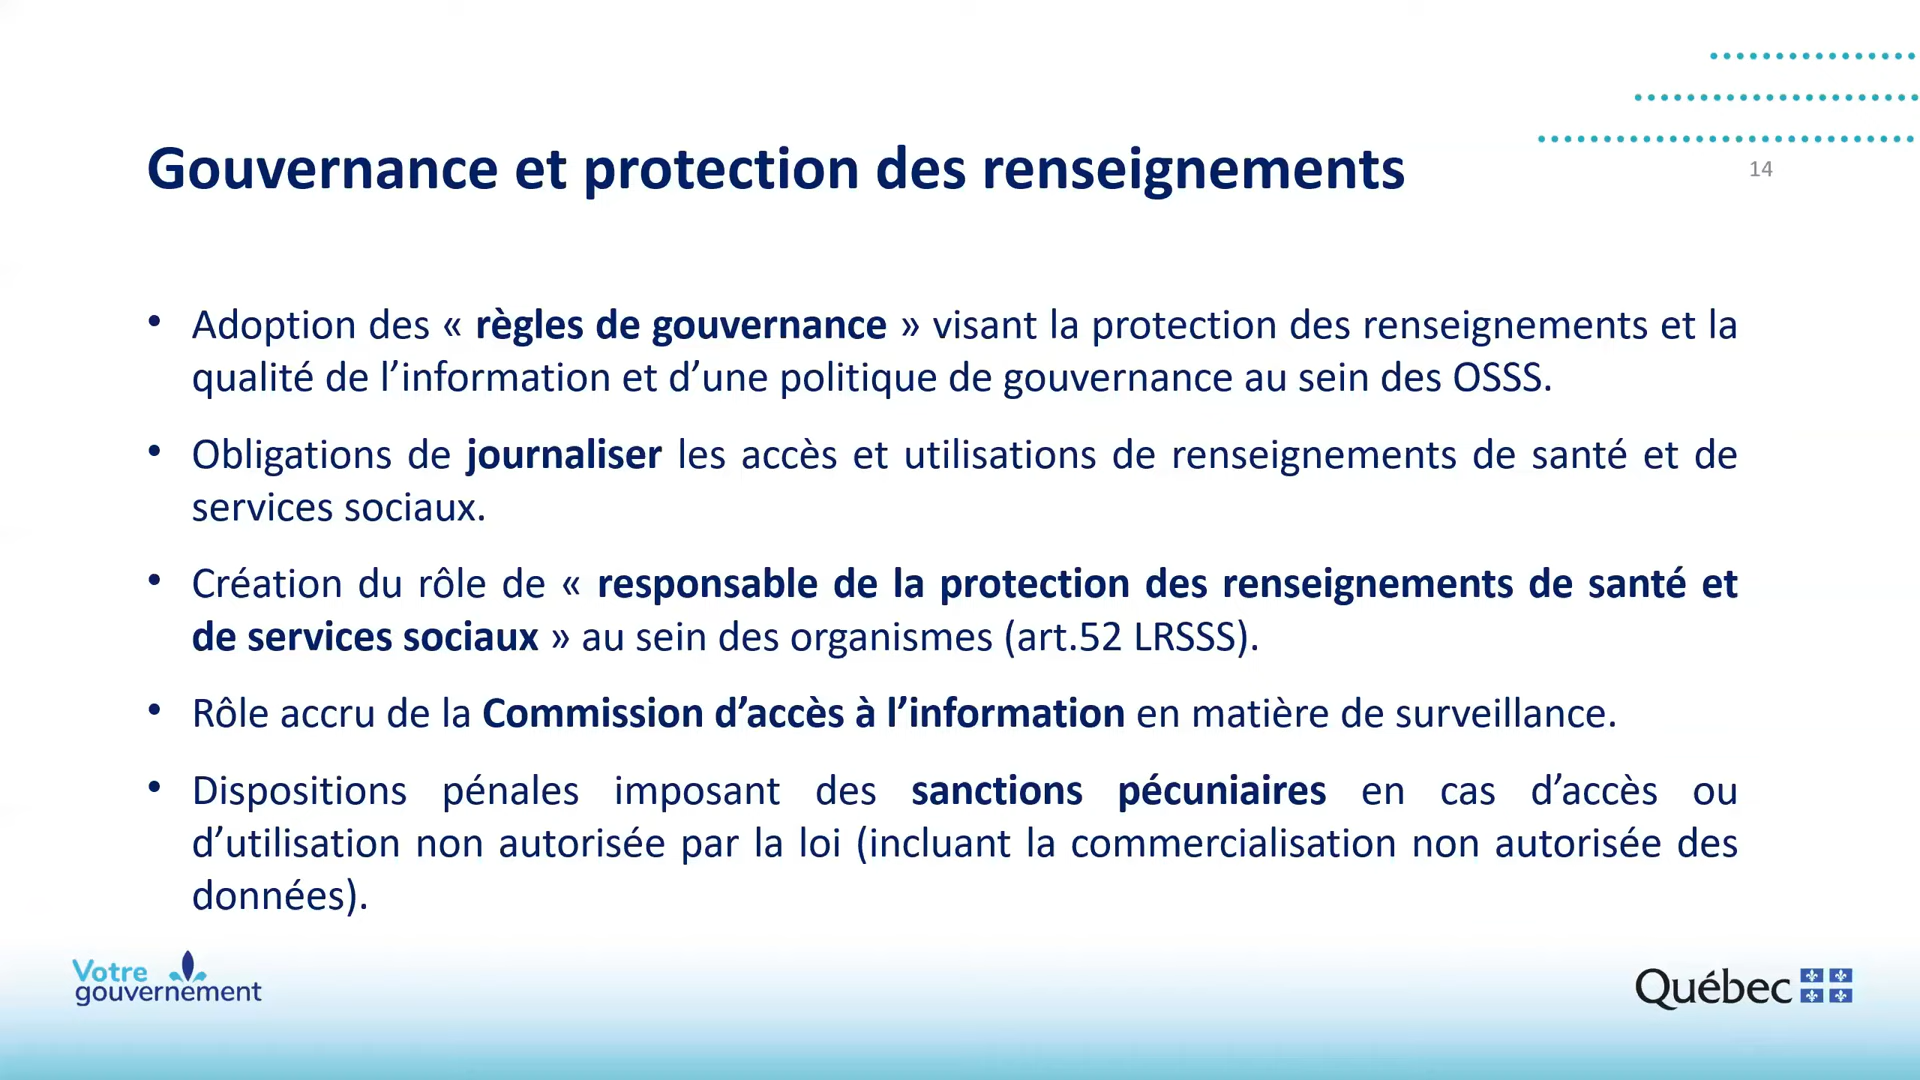 Gouvernance et protection des renseignements
14
• Adoption des « règles de gouvernance » visant la protection des renseignements et la
qualité de l’information et d’une politique de gouvernance au sein des OSSS.
• Obligations de journaliser les accès et utilisations de renseignements de santé et de
services sociaux.
• Création du rôle de « responsable de la protection des renseignements de santé et
de services sociaux » au sein des organismes (art.52 LRSSS).
• Rôle accru de la Commission d’accès à l’information en matière de surveillance.
• Dispositions pénales imposant des sanctions pécuniaires en cas d’accès ou
d’utilisation non autorisée par la loi (incluant la commercialisation non autorisée des
données).
Votre
gouvernement
Québec